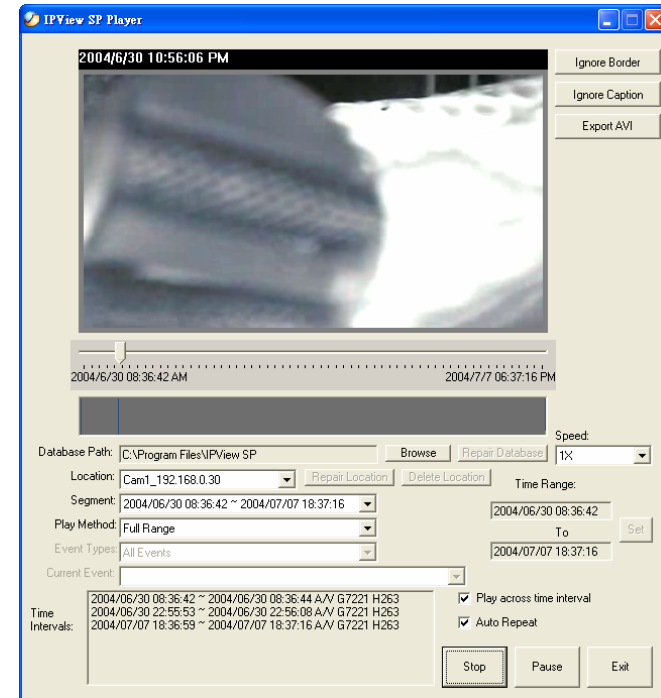 IPView SP Player
2004/6/30 10:56:06 PM
Ignore Border
Ignore Caption
Export AVI
2004/6/30 08:36:42 AM
2004/7/7 06:37:16 PM
Speed:
Database Path: C:\Program Files\IPView SP Browse Repair Database 1X
Location: Cam1_192.168.0.30 Repair Location Delete Location
Time Range:
Segment: 2004/06/30 08:36:42 ~ 2004/07/07 18:37:16
2004/06/30 08:36:42
Play Method: Full Range
To
Set
Event Types: All Events
2004/07/07 18:37:16
Current Event:
Time Intervals:
2004/06/30 08:36:42 ~ 2004/06/30 08:36:44 A/V G7221 H263
2004/06/30 22:55:53 ~ 2004/06/30 22:56:08 A/V G7221 H263
2004/07/07 18:36:59 ~ 2004/07/07 18:37:16 A/V G7221 H263
Play across time interval
Auto Repeat
Stop Pause Exit